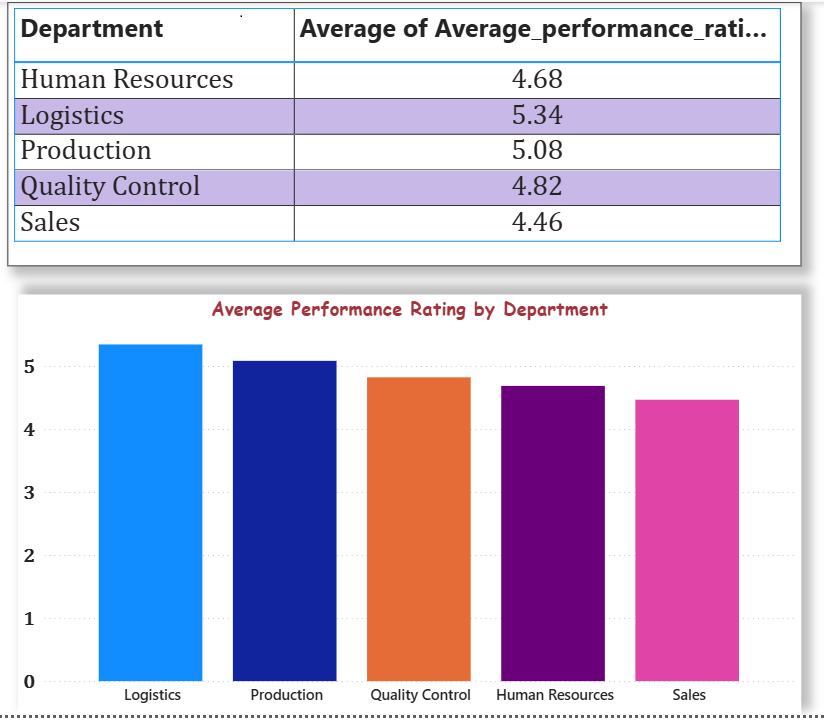 Department Average of Average_performance_rati...
Human Resources 4.68
Logistics 5.34
Production 5.08
Quality Control 4.82
Sales 4.46
Average Performance Rating by Department
5
4
3
2
1
0
Logistics Production Quality Control Human Resources Sales